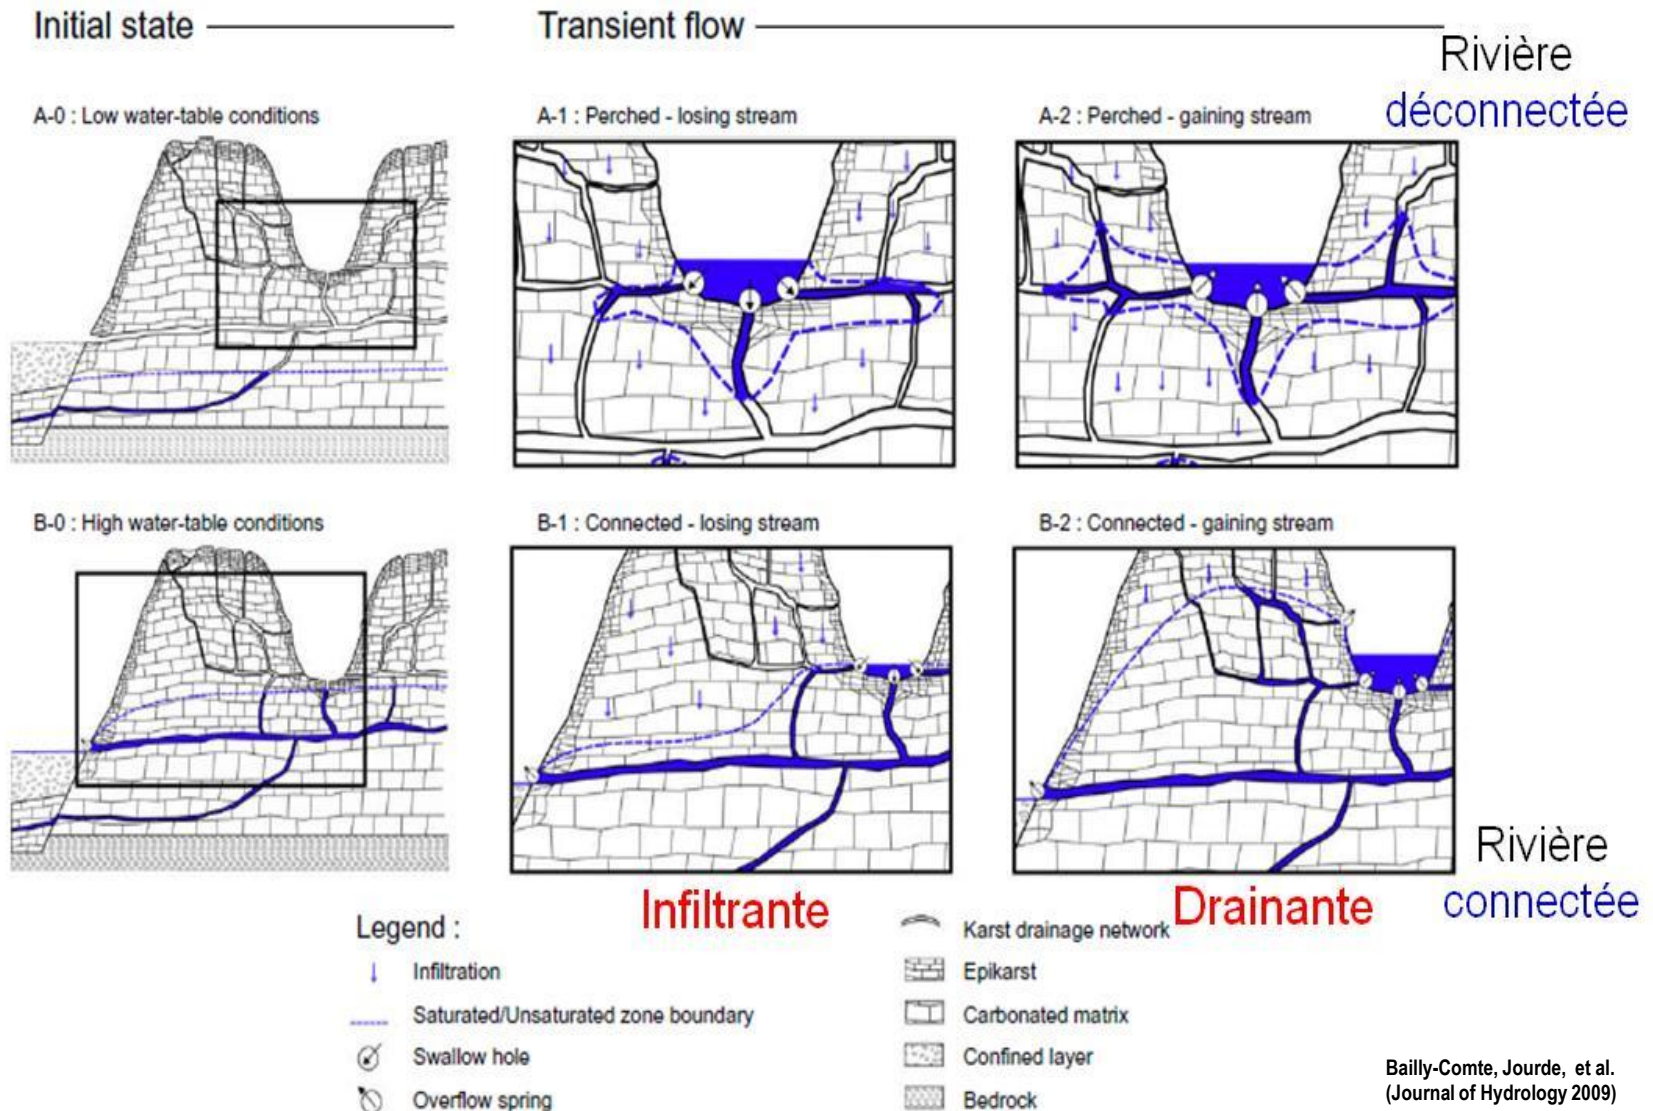 Initial state
Transient flow
Rivière
déconnectée
A-0 : Low water-table conditions
A-1 : Perched - losing stream
A-2 : Perched - gaining stream
B-0 : High water-table conditions
B-1 : Connected - losing stream
B-2 : Connected - gaining stream
Rivière
connectée
Infiltrante
Drainante
Legend :
Infiltration
Saturated/Unsaturated zone boundary
Swallow hole
Overflow spring
Karst drainage network
Epikarst
Carbonated matrix
Confined layer
Bedrock
Bailly-Comte, Jourde, et al.
(Journal of Hydrology 2009)